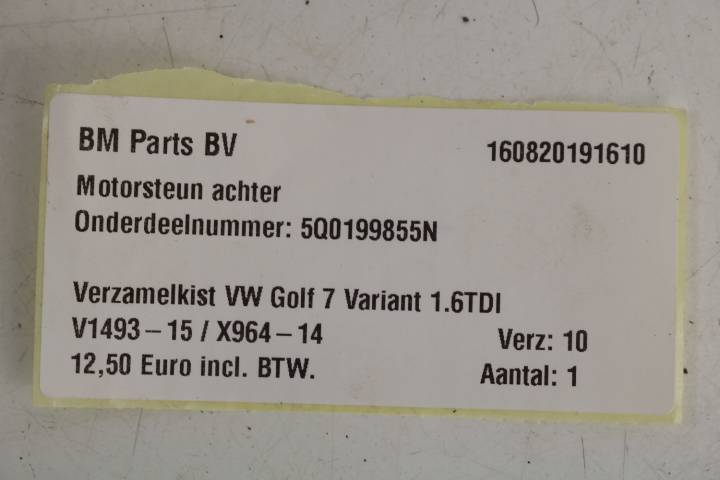 BM Parts BV 160820191610
Motorsteun achter
Onderdeelnummer: 5Q0199855N
Verzamelkist VW Golf 7 Variant 1.6TDI
V1493 – 15 / X964 – 14 Verz: 10
12,50 Euro incl. BTW. Aantal: 1